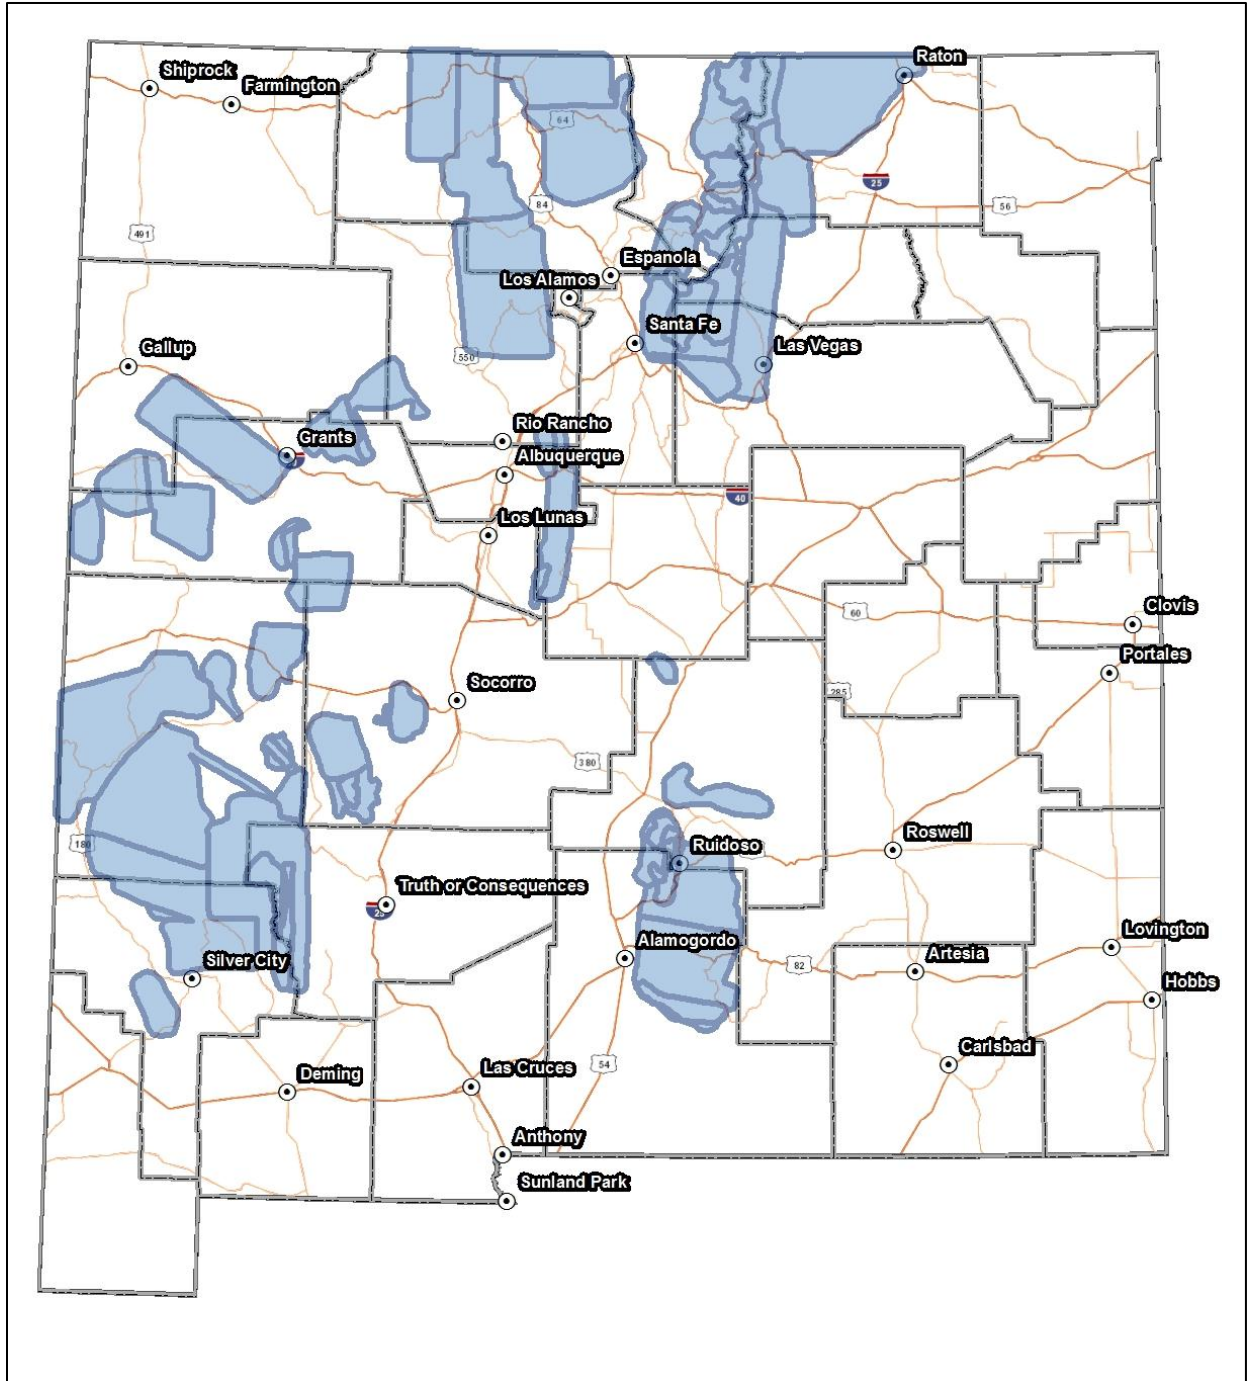 Raton
Shiprock
Farmington
64
25
84
56
491
Espanola
Los Alamos
Santa Fe
Las Vegas
Gallup
550
Rio Rancho
Grants
Albuquerque
40
Los Lunas
Clovis
60
Portales
Socorro
285
380
Roswell
180
Ruidoso
Truth or Consequences
25
Lovington
Alamogordo
Silver City
82
Artesia
Hobbs
Carlsbad
54
Las Cruces
Deming
Anthony
Sunland Park